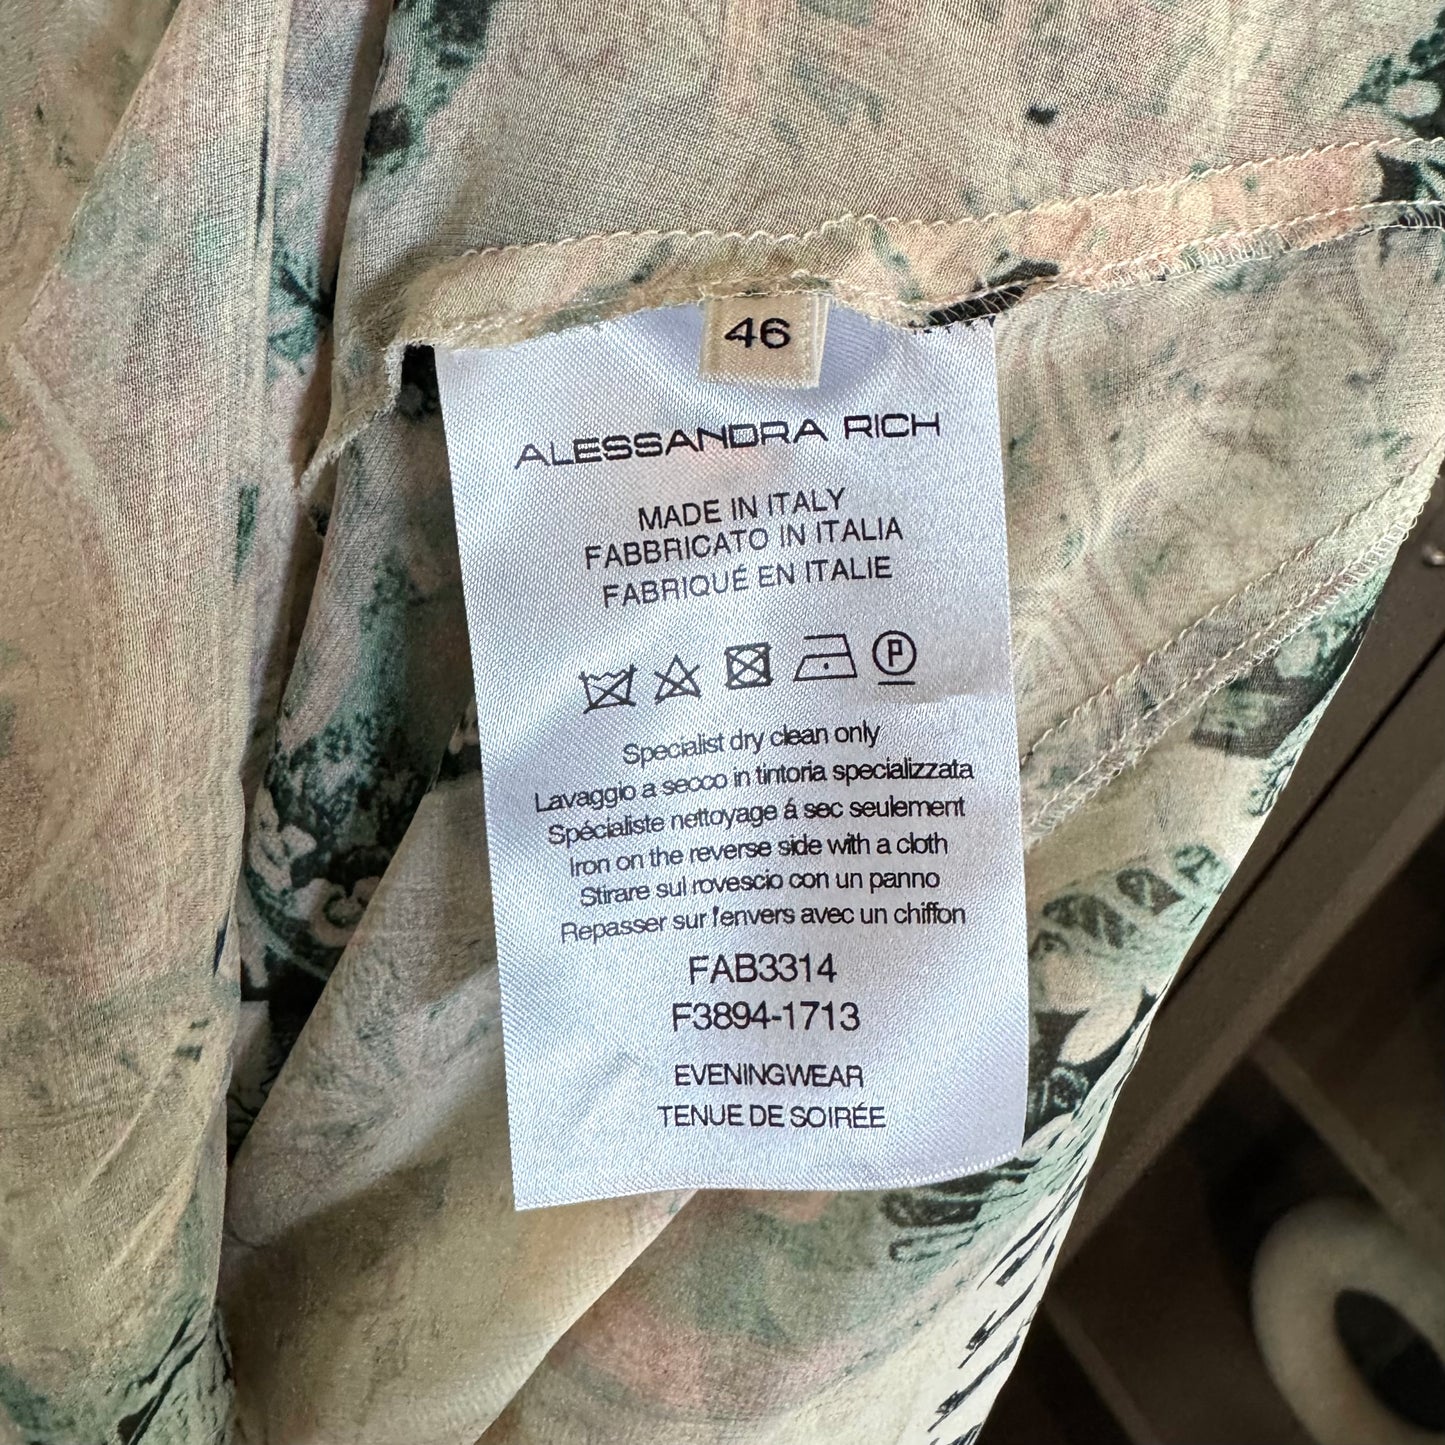 46
ALESSANDRA RICH
MADE IN ITALY
FABBRICATO IN ITALIA
FABRIQUÉ EN ITALIE
P
Specialist dry clean only
Lavaggio a secco in tintoria specializzata
Spécialiste nettoyage á sec seulement
Iron on the reverse side with a cloth
Stirare sul rovescio con un panno
Repasser sur l'envers avec un chiffon
FAB3314
F3894-1713
EVENINGWEAR
TENUE DE SOIRÉE